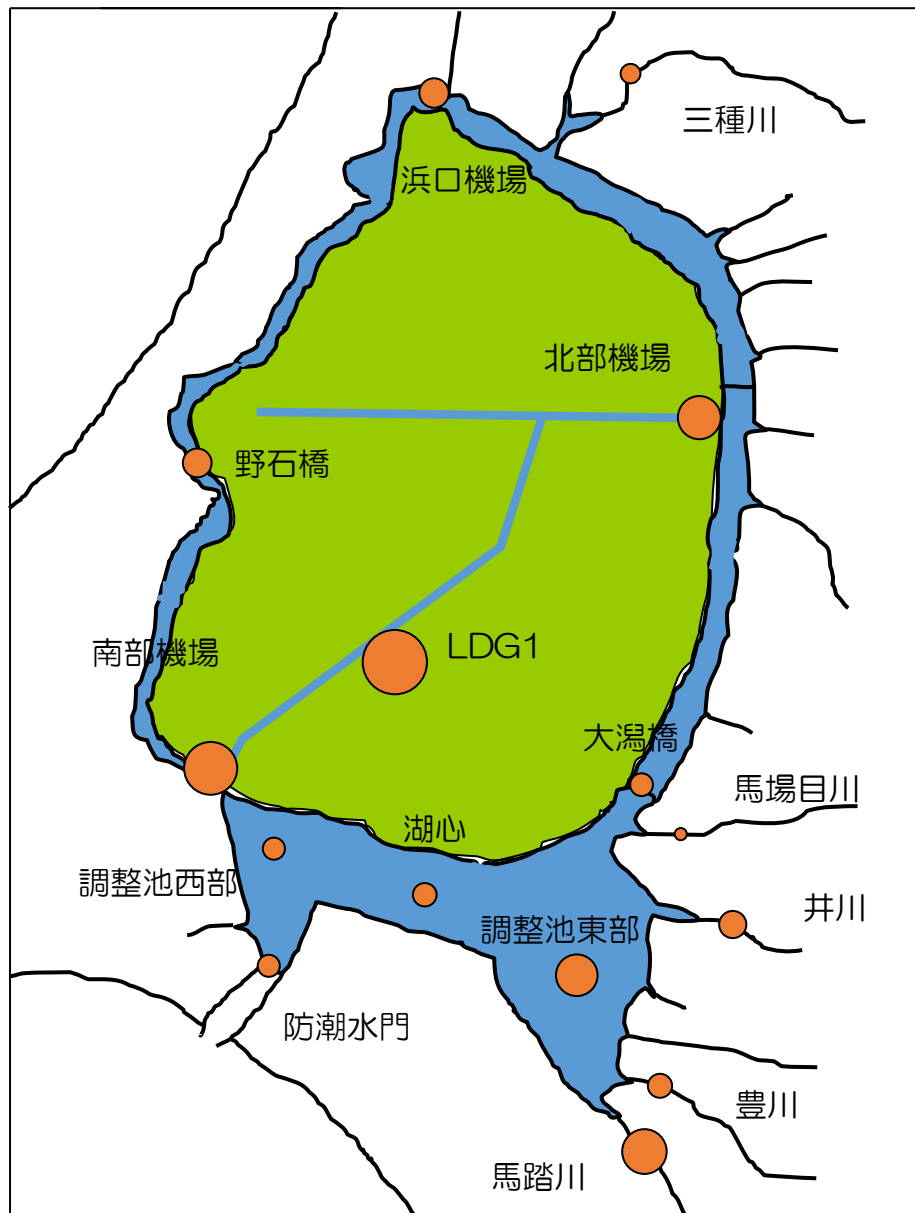 三種川
浜口機場
北部機場
野石橋
LDG1
南部機場
大潟橋
馬場目川
湖心
調整池西部
井川
調整池東部
防潮水門
豊川
馬踏川